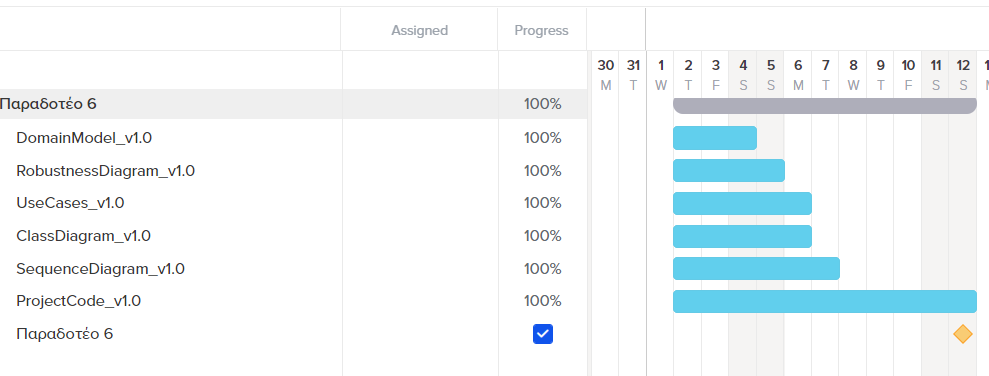 Assigned Progress
30 31 1 2 3 4 5 6 7 8 9 10 11 12
M T W T F S S M T W T F S S
Παραδοτέο 6 100%
DomainModel_v1.0 100%
RobustnessDiagram_v1.0 100%
UseCases_v1.0 100%
ClassDiagram_v1.0 100%
SequenceDiagram_v1.0 100%
ProjectCode_v1.0 100%
Παραδοτέο 6